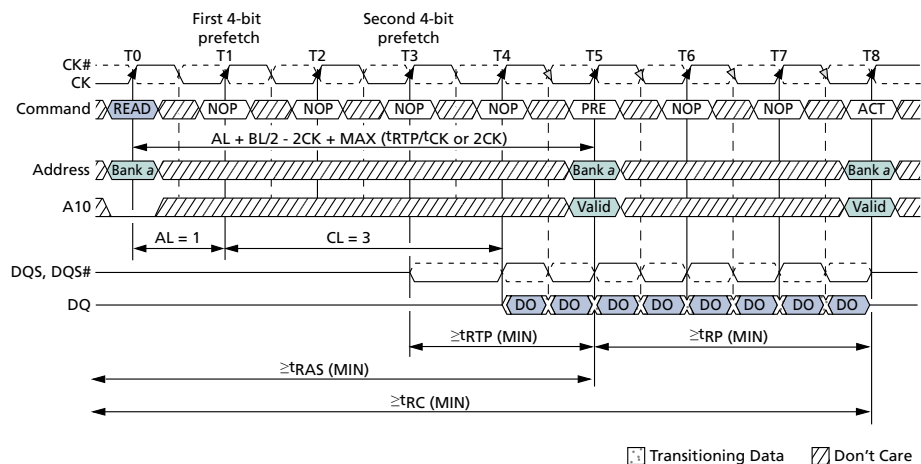 First 4-bit prefetch
Second 4-bit prefetch
T0 T1 T2 T3 T4 T5 T6 T7 T8
CK#
CK
Command READ NOP NOP NOP NOP PRE NOP NOP ACT
AL + BL/2 - 2CK + MAX (tRTP/tCK or 2CK)
Address Bank a Bank a Bank a
A10 Valid Valid
AL = 1 CL = 3
DQS, DQS#
DQ DO DO DO DO DO DO DO DO
≥tRTP (MIN) ≥tRP (MIN)
≥tRAS (MIN)
≥tRC (MIN)
Transitioning Data Don't Care